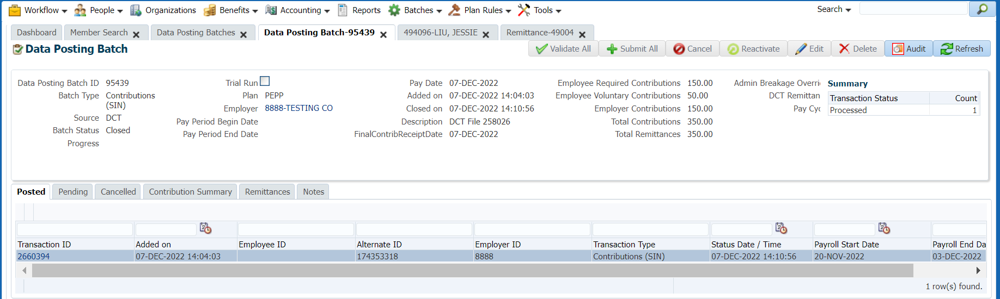 Workflow People Organizations Benefits Accounting Reports Batches Plan Rules Tools Search
Dashboard Member Search Data Posting Batches Data Posting Batch-95439 494096-LIU, JESSIE Remittance-49004
Data Posting Batch Validate All Submit All Cancel Reactivate Edit Delete Audit Refresh
Data Posting Batch ID 95439 Trial Run Pay Date 07-DEC-2022 Employee Required Contributions 150.00 Admin Breakage Overri Summary
Batch Type Contributions (SIN) Plan PEPP Added on 07-DEC-2022 14:04:03 Employee Voluntary Contributions 50.00 DCT Remittan Transaction Status Count
Employer 8888-TESTING CO Closed on 07-DEC-2022 14:10:56 Employer Contributions 150.00 Pay Cyc Processed 1
Source DCT Pay Period Begin Date Description DCT File 258026 Total Contributions 350.00
Batch Status Closed Pay Period End Date FinalContribReceiptDate 07-DEC-2022 Total Remittances 350.00
Progress
Posted Pending Cancelled Contribution Summary Remittances Notes
Transaction ID Added on Employee ID Alternate ID Employer ID Transaction Type Status Date / Time Payroll Start Date Payroll End Da
2660394 07-DEC-2022 14:04:03 174353318 8888 Contributions (SIN) 07-DEC-2022 14:10:56 20-NOV-2022 03-DEC-2022
1 row(s) found.